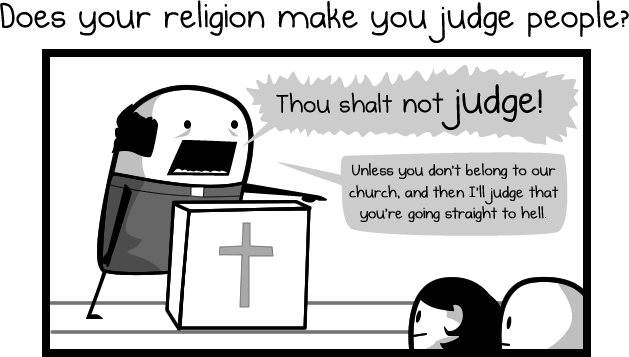 Does your religion make you judge people?
Thou shalt not judge!
Unless you don't belong to our
church, and then I'll judge that
you're going straight to hell.